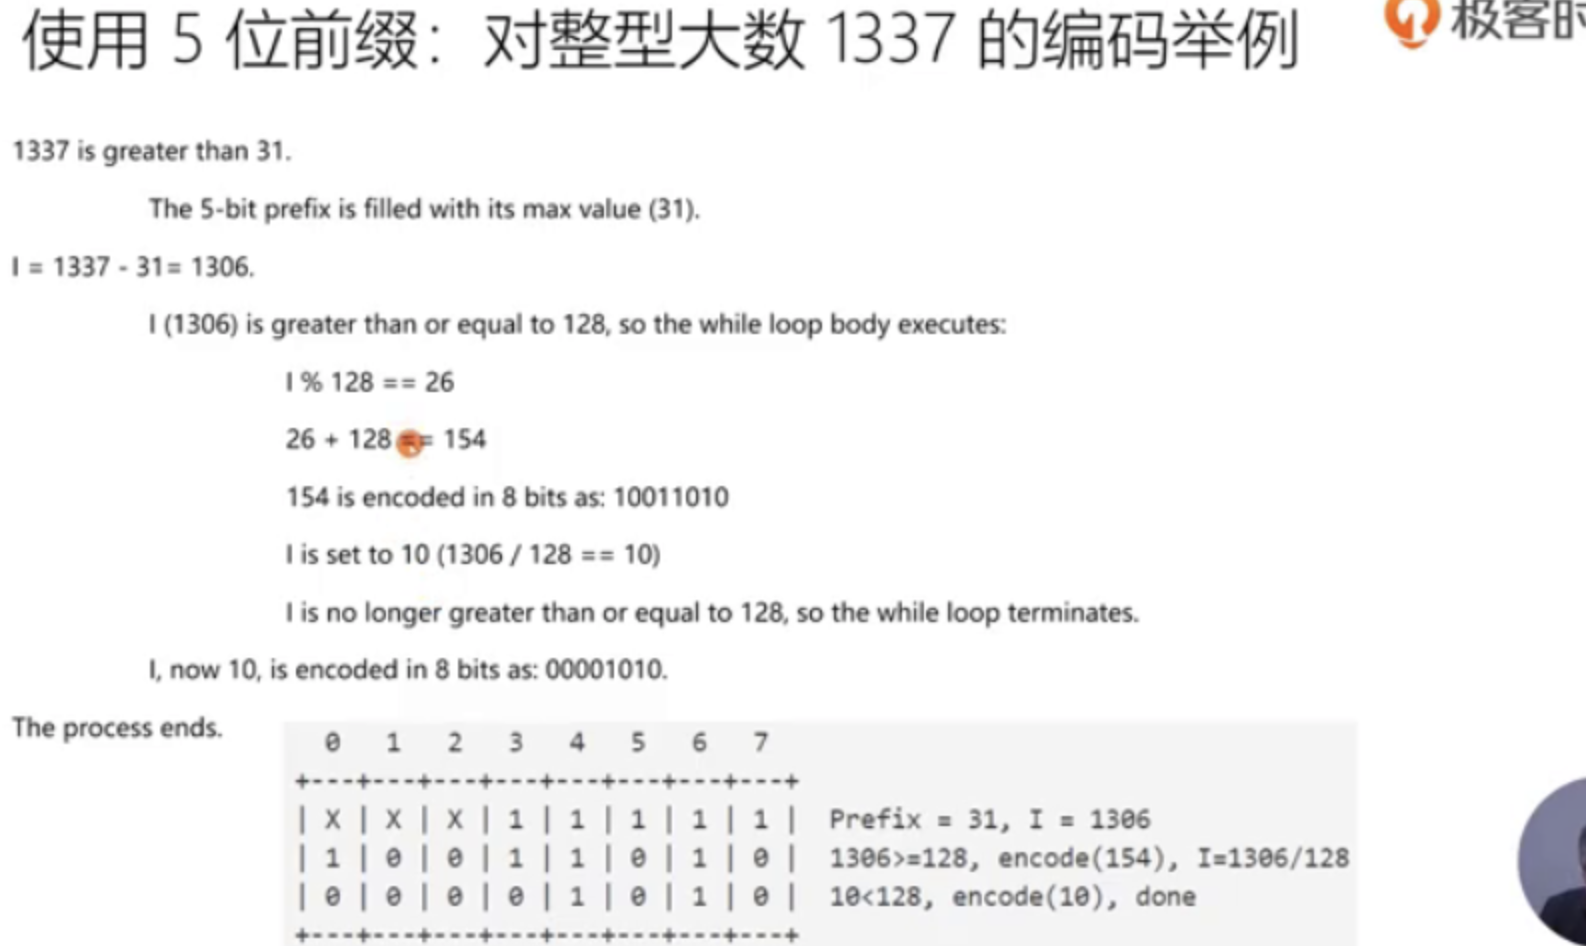 使用 5 位前缀：对整型大数 1337 的编码举例
极客时
1337 is greater than 31.
The 5-bit prefix is filled with its max value (31).
I = 1337 - 31= 1306.
I (1306) is greater than or equal to 128, so the while loop body executes:
I % 128 == 26
26 + 128 == 154
154 is encoded in 8 bits as: 10011010
I is set to 10 (1306 / 128 == 10)
I is no longer greater than or equal to 128, so the while loop terminates.
I, now 10, is encoded in 8 bits as: 00001010.
The process ends.
0 1 2 3 4 5 6 7
+---+---+---+---+---+---+---+---+
| X | X | X | 1 | 1 | 1 | 1 | 1 | Prefix = 31, I = 1306
| 1 | 0 | 0 | 1 | 1 | 0 | 1 | 0 | 1306>=128, encode(154), I=1306/128
| 0 | 0 | 0 | 0 | 1 | 0 | 1 | 0 | 10<128, encode(10), done
+---+---+---+---+---+---+---+---+